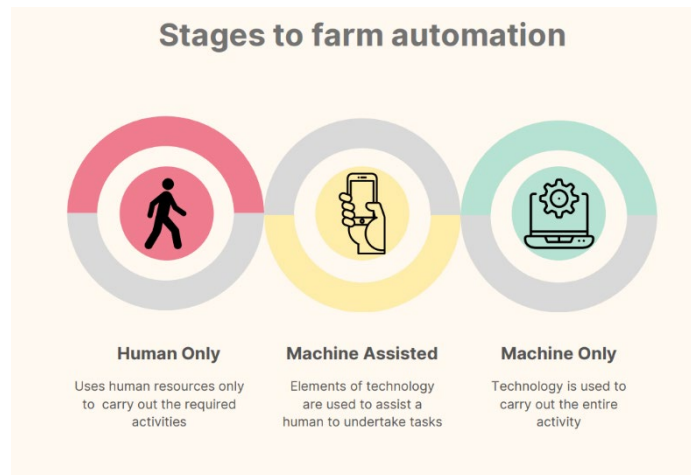 Stages to farm automation
Human Only
Uses human resources only
to carry out the required
activities
Machine Assisted
Elements of technology
are used to assist a
human to undertake tasks
Machine Only
Technology is used to
carry out the entire
activity